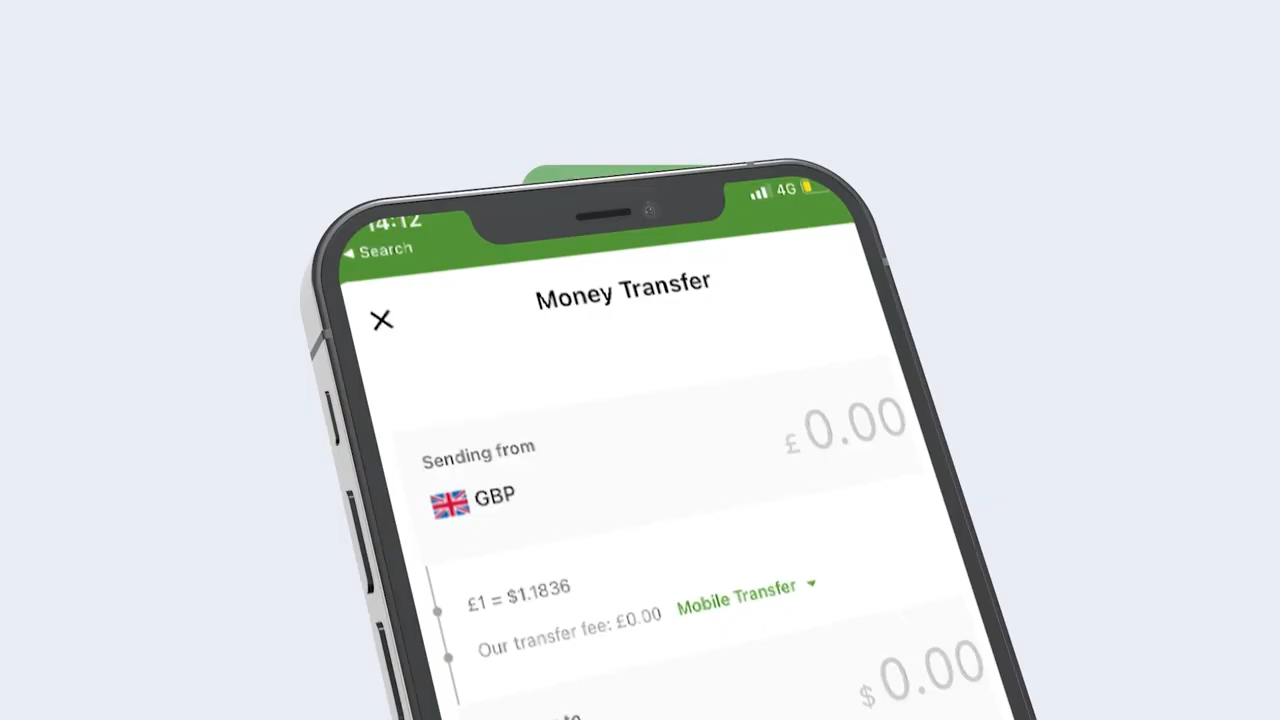 14:12
4G
◀ Search
Money Transfer
£ 0.00
Sending from
GBP
£1 = $1.1836
Our transfer fee: £0.00 Mobile Transfer
$ 0.00
to